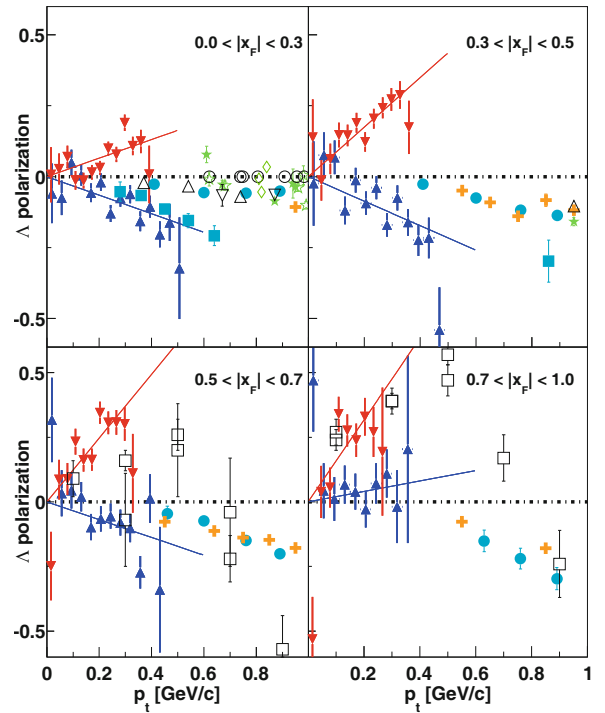 0.0 < |x_F| < 0.3
0.3 < |x_F| < 0.5
0.5
0
-0.5
Λ polarization
0.5 < |x_F| < 0.7
0.7 < |x_F| < 1.0
0.5
0
-0.5
Λ polarization
0 0.2 0.4 0.6 0.8
0.2 0.4 0.6 0.8 1
p_t [GeV/c]
p_t [GeV/c]